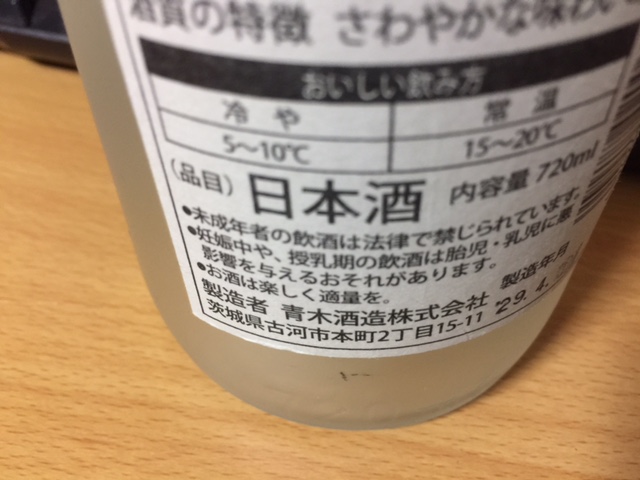 酒質の特徴 さわやかな味わい
おいしい飲み方
冷や 常温
5〜10℃ 15〜20℃
(品目) 日本酒 内容量 720ml
●未成年者の飲酒は法律で禁じられています。
●妊娠中や、授乳期の飲酒は胎児・乳児に悪
影響を与えるおそれがあります。
●お酒は楽しく適量を。
製造年月
製造者 青木酒造株式会社 '29.4.
茨城県古河市本町2丁目15-11